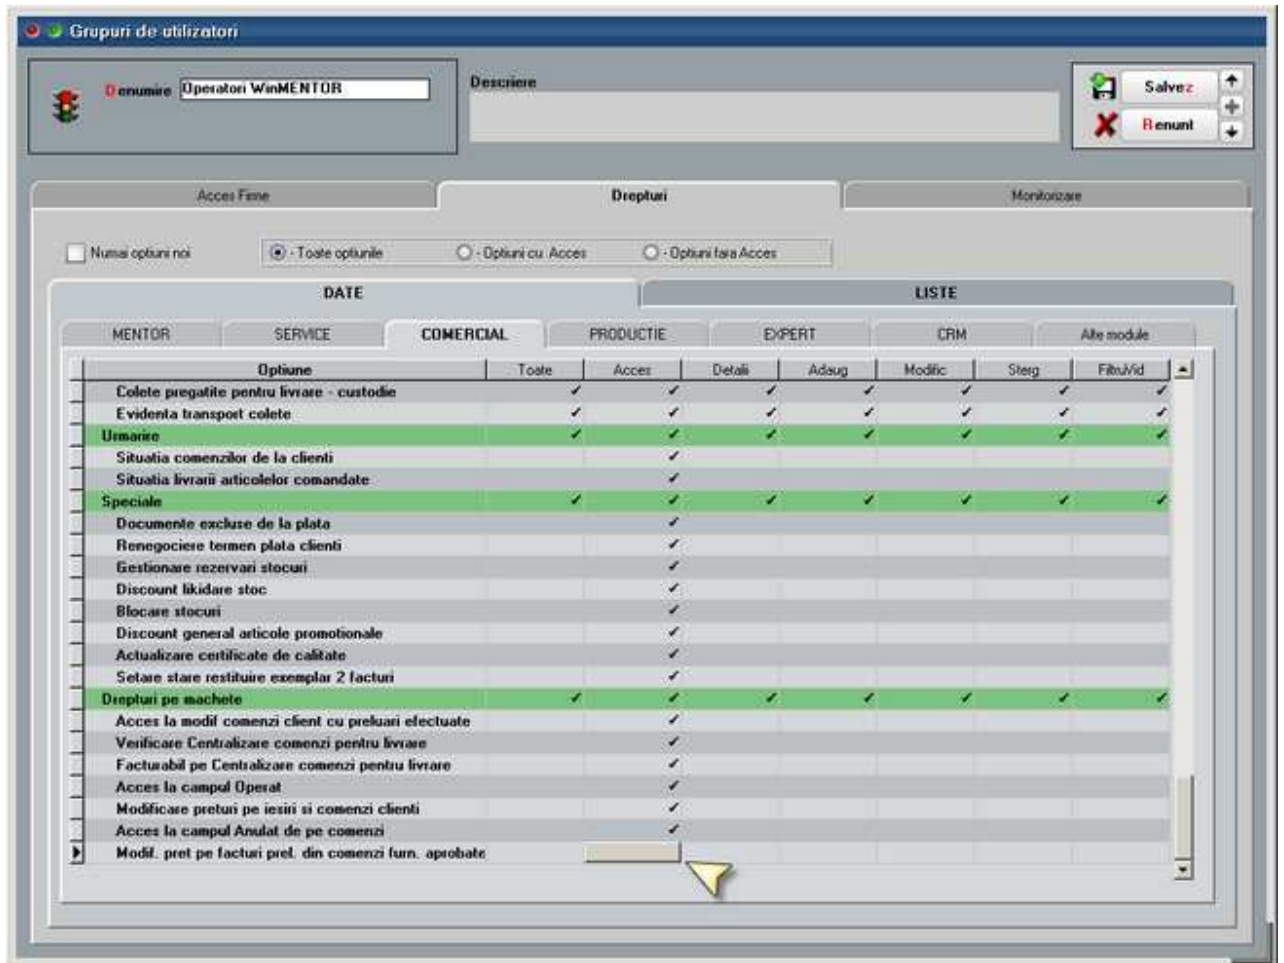 Grupuri de utilizatori
Denumire Operatori WinMENTOR
Descriere
Salvez
Renunt
Acces Firme Drepturi Monitorizare
Numai optiuni noi - Toate optiunile - Optiuni cu Acces - Optiuni fara Acces
DATE LISTE
MENTOR SERVICE COMERCIAL PRODUCTIE EXPERT CRM Alte module
Optiune Toate Acces Detalii Adaug Modific Sterg FiltruVid
Colete pregatite pentru livrare - custodie ✓ ✓ ✓ ✓ ✓ ✓ ✓
Evidenta transport colete ✓ ✓ ✓ ✓ ✓ ✓ ✓
Urmarire ✓ ✓ ✓ ✓ ✓ ✓ ✓
Situatia comenzilor de la clienti ✓
Situatia livrarii articolelor comandate ✓
Speciale ✓ ✓ ✓ ✓ ✓ ✓ ✓
Documente excluse de la plata ✓
Renegociere termen plata clienti ✓
Gestionare rezervari stocuri ✓
Discount likidare stoc ✓
Blocare stocuri ✓
Discount general articole promotionale ✓
Actualizare certificate de calitate ✓
Setare stare restituire exemplar 2 facturi ✓
Drepturi pe machete ✓ ✓ ✓ ✓ ✓ ✓ ✓
Acces la modif comenzi client cu preluari efectuate ✓
Verificare Centralizare comenzi pentru livrare ✓
Facturabil pe Centralizare comenzi pentru livrare ✓
Acces la campul Operat ✓
Modificare preturi pe iesiri si comenzi clienti ✓
Acces la campul Anulat de pe comenzi ✓
Modif. pret pe facturi prel. din comenzi furn. aprobate